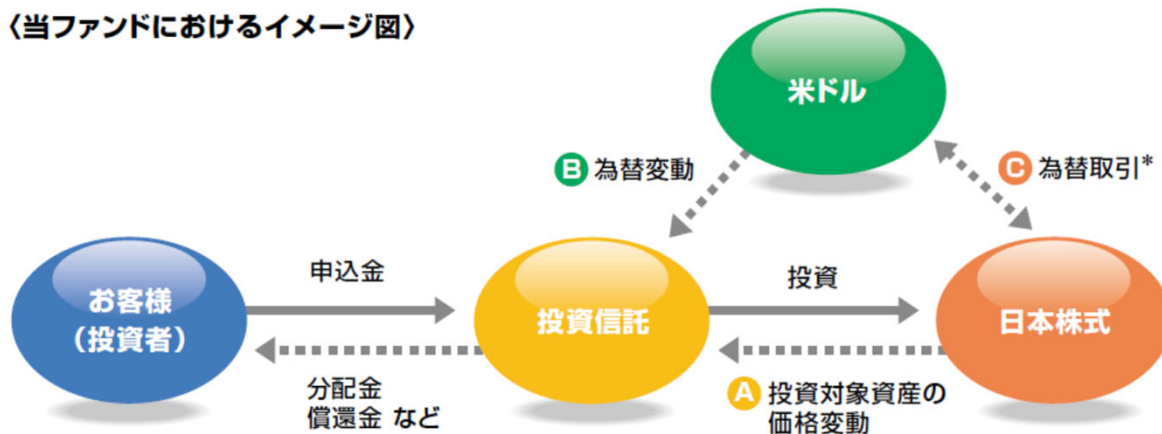 〈当ファンドにおけるイメージ図〉
米ドル
B 為替変動
C 為替取引*
お客様
(投資者)
申込金
投資信託
投資
日本株式
分配金
償還金 など
A 投資対象資産の
価格変動